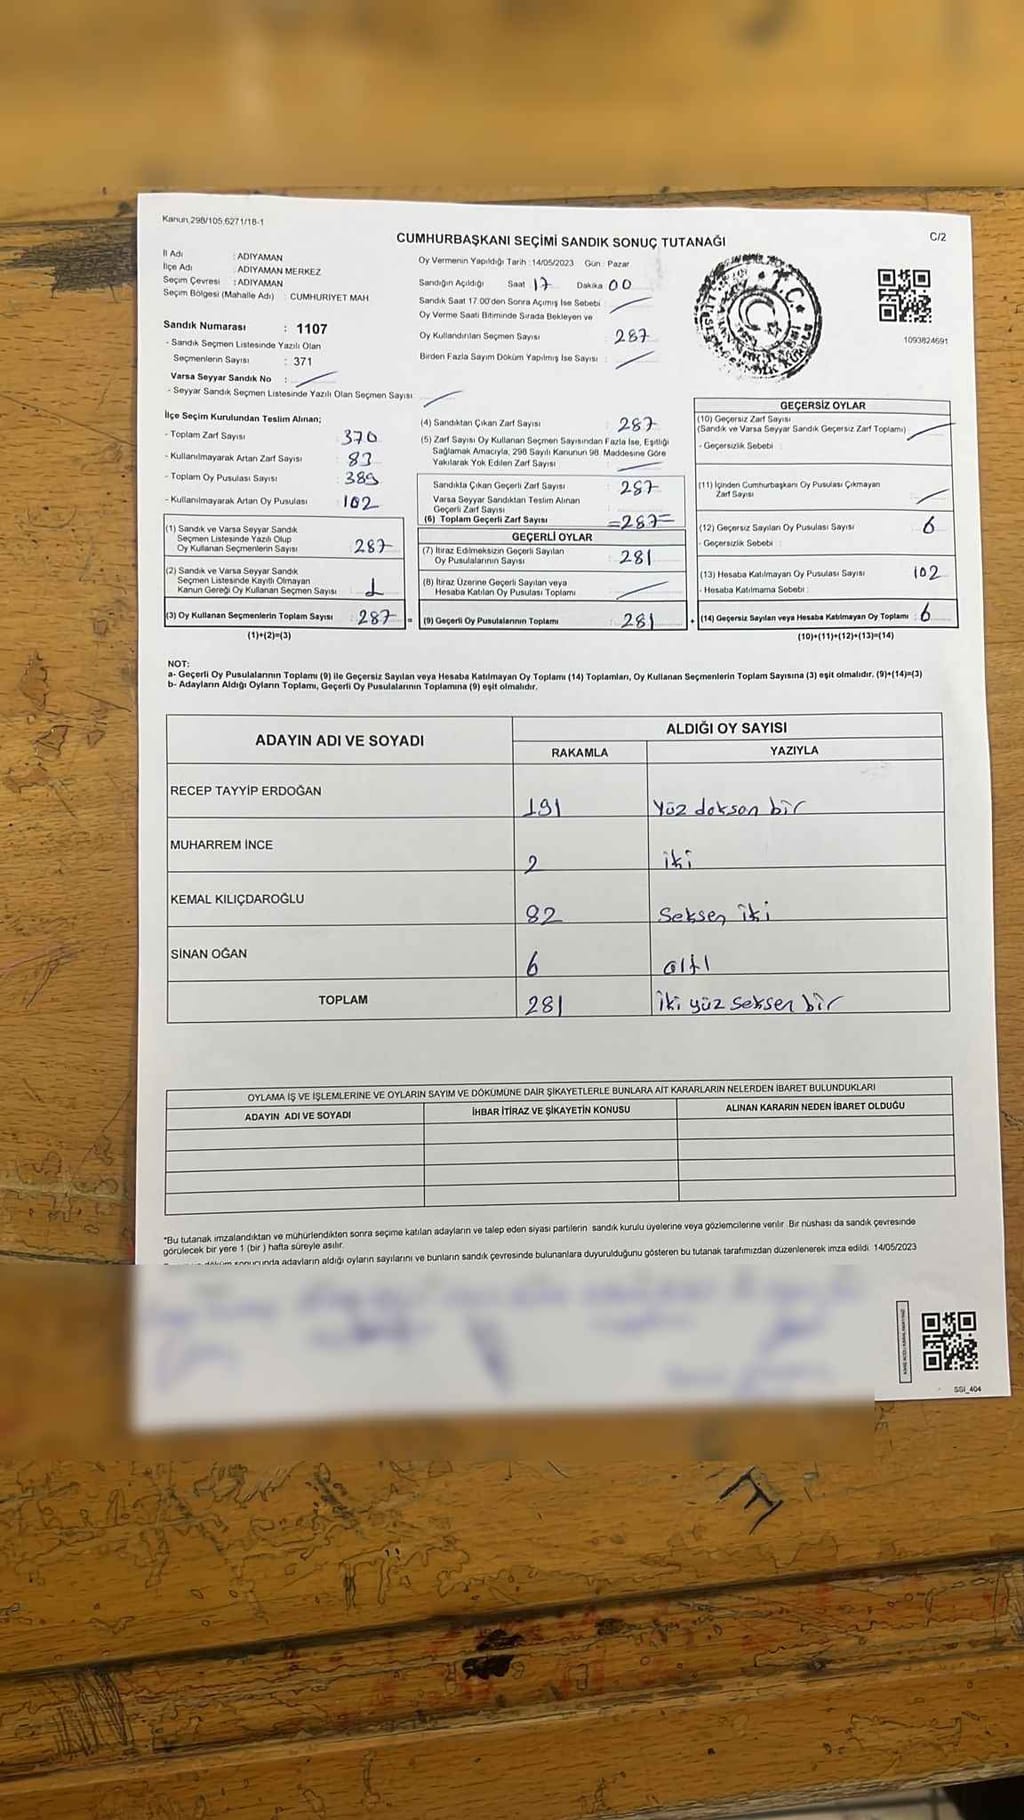 Kanun.298/105,6271/18-1
C/2
CUMHURBAŞKANI SEÇİMİ SANDIK SONUÇ TUTANAĞI
İl Adı : ADIYAMAN
İlçe Adı : ADIYAMAN MERKEZ
Seçim Çevresi : ADIYAMAN
Seçim Bölgesi (Mahalle Adı) : CUMHURİYET MAH
Sandık Numarası : 1107
- Sandık Seçmen Listesinde Yazılı Olan
Seçmenlerin Sayısı : 371
Varsa Seyyar Sandık No :
- Seyyar Sandık Seçmen Listesinde Yazılı Olan Seçmen Sayısı
Oy Vermenin Yapıldığı Tarih : 14/05/2023 Gün : Pazar
Sandığın Açıldığı Saat 17 Dakika 00
Sandık Saat 17.00'den Sonra Açımış İse Sebebi
Oy Verme Saati Bitiminde Sırada Bekleyen ve
Oy Kullandırılan Seçmen Sayısı 287
Birden Fazla Sayım Döküm Yapılmış İse Sayısı :
1093824691
İlçe Seçim Kurulundan Teslim Alınan;
- Toplam Zarf Sayısı 370
- Kullanılmayarak Artan Zarf Sayısı 83
- Toplam Oy Pusulası Sayısı 389
- Kullanılmayarak Artan Oy Pusulası 102
(1) Sandık ve Varsa Seyyar Sandık
Seçmen Listesinde Yazılı Olup
Oy Kullanan Seçmenlerin Sayısı 287
(2) Sandık ve Varsa Seyyar Sandık
Seçmen Listesinde Kayıtlı Olmayan
Kanun Gereği Oy Kullanan Seçmen Sayısı
(3) Oy Kullanan Seçmenlerin Toplam Sayısı : 287 =
(1)+(2)=(3)
(4) Sandıktan Çıkan Zarf Sayısı 287
(5) Zarf Sayısı Oy Kullanan Seçmen Sayısından Fazla İse, Eşitliği
Sağlamak Amacıyla, 298 Sayılı Kanunun 98. Maddesine Göre
Yakılarak Yok Edilen Zarf Sayısı
Sandıkla Çıkan Geçerli Zarf Sayısı 287
Varsa Seyyar Sandıktan Teslim Alınan
Geçerli Zarf Sayısı
(6) Toplam Geçerli Zarf Sayısı =287=
GEÇERLİ OYLAR
(7) İtiraz Edilmeksizin Geçerli Sayılan
Oy Pusulalarının Sayısı 281
(8) İtiraz Üzerine Geçerli Sayılan veya
Hesaba Katılan Oy Pusulası Toplamı
(9) Geçerli Oy Pusulalarının Toplamı : 281 +
GEÇERSİZ OYLAR
(10) Geçersiz Zarf Sayısı
(Sandık ve Varsa Seyyar Sandık Geçersiz Zarf Toplamı)
- Geçersizlik Sebebi :
(11) İçinden Cumhurbaşkanı Oy Pusulası Çıkmayan
Zarf Sayısı
(12) Geçersiz Sayılan Oy Pusulası Sayısı 6
- Geçersizlik Sebebi :
(13) Hesaba Katılmayan Oy Pusulası Sayısı 102
- Hesaba Katılmama Sebebi :
(14) Geçersiz Sayılan veya Hesaba Katılmayan Oy Toplamı : 6
(10)+(11)+(12)+(13)=(14)
NOT:
a- Geçerli Oy Pusulalarının Toplamı (9) ile Geçersiz Sayılan veya Hesaba Katılmayan Oy Toplamı (14) Toplamları, Oy Kullanan Seçmenlerin Toplam Sayısına (3) eşit olmalıdır. (9)+(14)=(3)
b- Adayların Aldığı Oyların Toplamı, Geçerli Oy Pusulalarının Toplamına (9) eşit olmalıdır.
ADAYIN ADI VE SOYADI
ALDIĞI OY SAYISI
RAKAMLA YAZIYLA
RECEP TAYYİP ERDOĞAN 191 Yüz doksan bir
MUHARREM İNCE 2 iki
KEMAL KILIÇDAROĞLU 82 Seksen iki
SİNAN OĞAN 6 altı
TOPLAM 281 İki yüz seksen bir
OYLAMA İŞ VE İŞLEMLERİNE VE OYLARIN SAYIM VE DÖKÜMÜNE DAİR ŞİKAYETLERLE BUNLARA AİT KARARLARIN NELERDEN İBARET BULUNDUKLARI
ADAYIN ADI VE SOYADI İHBAR İTİRAZ VE ŞİKAYETİN KONUSU ALINAN KARARIN NEDEN İBARET OLDUĞU
*Bu tutanak imzalandıktan ve mühürlendikten sonra seçime katılan adayların ve talep eden siyasi partilerin sandık kurulu üyelerine veya gözlemcilerine verilir. Bir nüshası da sandık çevresinde
görülecek bir yere 1 (bir ) hafta süreyle asılır.
adayların aldığı oyların sayılarını ve bunların sandık çevresinde bulunanlara duyurulduğunu gösteren bu tutanak tarafımızdan düzenlenerek imza edildi. 14/05/2023
SSI_404